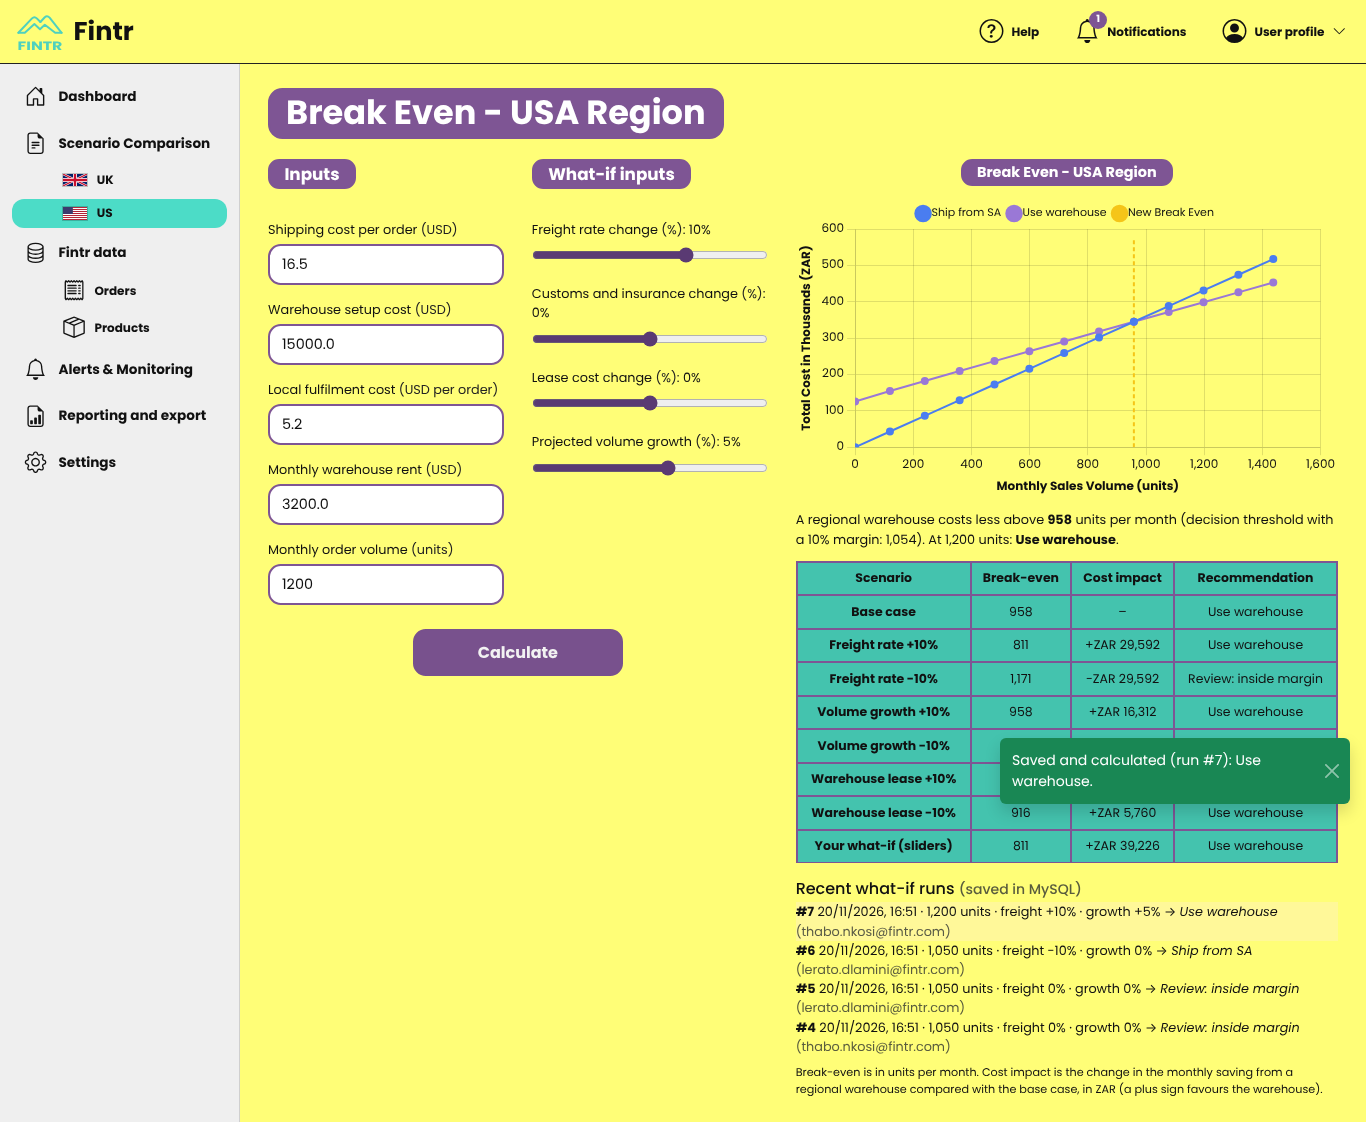 FINTR
Fintr
Help
1
Notifications
User profile
Dashboard
Scenario Comparison
UK
US
Fintr data
Orders
Products
Alerts & Monitoring
Reporting and export
Settings
Break Even - USA Region
Inputs
Shipping cost per order (USD)
16.5
Warehouse setup cost (USD)
15000.0
Local fulfilment cost (USD per order)
5.2
Monthly warehouse rent (USD)
3200.0
Monthly order volume (units)
1200
Calculate
What-if inputs
Freight rate change (%): 10%
Customs and insurance change (%):
0%
Lease cost change (%): 0%
Projected volume growth (%): 5%
Break Even - USA Region
Ship from SA Use warehouse New Break Even
Total Cost in Thousands (ZAR)
600
500
400
300
200
100
0
0 200 400 600 800 1,000 1,200 1,400 1,600
Monthly Sales Volume (units)
A regional warehouse costs less above 958 units per month (decision threshold with
a 10% margin: 1,054). At 1,200 units: Use warehouse.
Scenario Break-even Cost impact Recommendation
Base case 958 – Use warehouse
Freight rate +10% 811 +ZAR 29,592 Use warehouse
Freight rate -10% 1,171 -ZAR 29,592 Review: inside margin
Volume growth +10% 958 +ZAR 16,312 Use warehouse
Volume growth -10%
Warehouse lease +10%
Saved and calculated (run #7): Use
warehouse.
Warehouse lease -10% 916 +ZAR 5,760 Use warehouse
Your what-if (sliders) 811 +ZAR 39,226 Use warehouse
Recent what-if runs (saved in MySQL)
#7 20/11/2026, 16:51 · 1,200 units · freight +10% · growth +5% → Use warehouse
(thabo.nkosi@fintr.com)
#6 20/11/2026, 16:51 · 1,050 units · freight -10% · growth 0% → Ship from SA
(lerato.dlamini@fintr.com)
#5 20/11/2026, 16:51 · 1,050 units · freight 0% · growth 0% → Review: inside margin
(lerato.dlamini@fintr.com)
#4 20/11/2026, 16:51 · 1,050 units · freight 0% · growth 0% → Review: inside margin
(thabo.nkosi@fintr.com)
Break-even is in units per month. Cost impact is the change in the monthly saving from a
regional warehouse compared with the base case, in ZAR (a plus sign favours the warehouse).